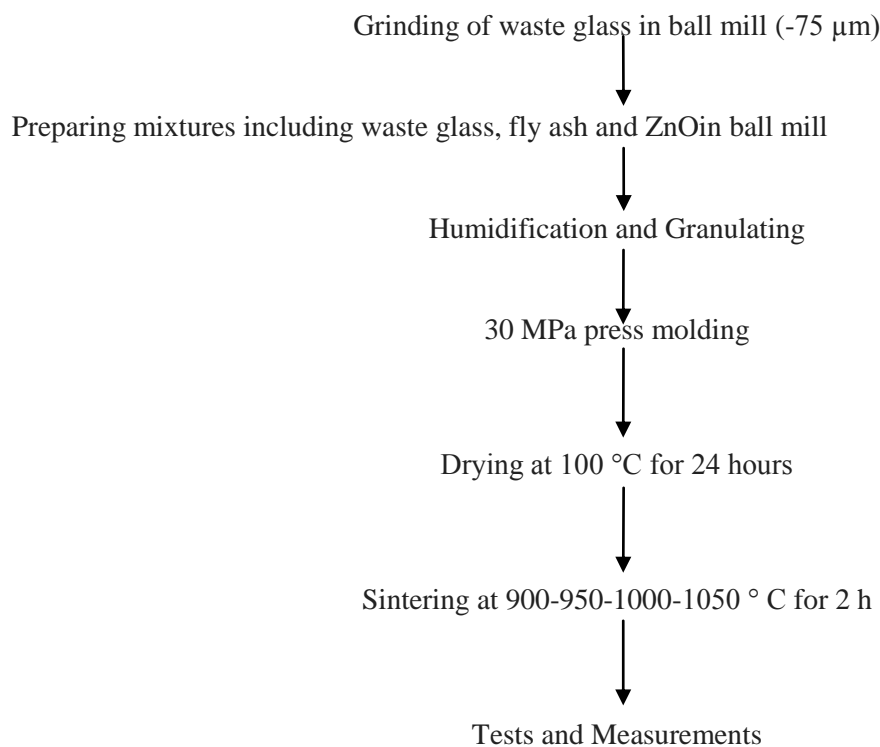 Grinding of waste glass in ball mill (-75 µm)
Preparing mixtures including waste glass, fly ash and ZnOin ball mill
Humidification and Granulating
30 MPa press molding
Drying at 100 °C for 24 hours
Sintering at 900-950-1000-1050 ° C for 2 h
Tests and Measurements